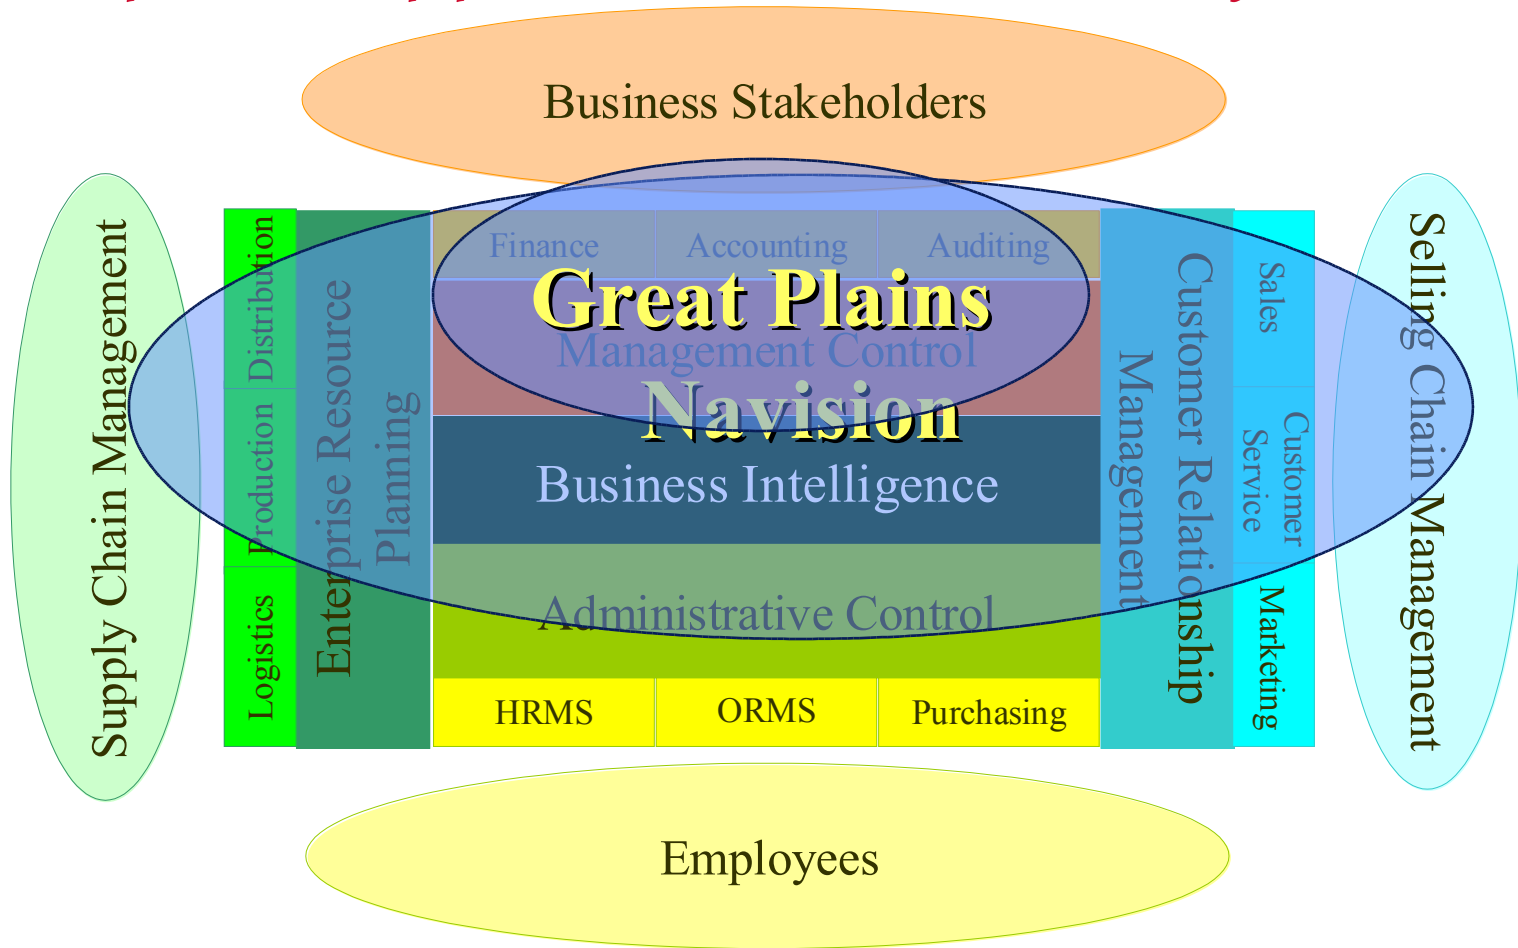 Business Stakeholders
Supply Chain Management
Distribution
Production
Logistics
Enterprise Resource
Planning
Finance
Accounting
Auditing
Great Plains
Management Control
Navision
Business Intelligence
Administrative Control
HRMS
ORMS
Purchasing
Customer Relationship
Management
Sales
Customer
Service
Marketing
Selling Chain Management
Employees